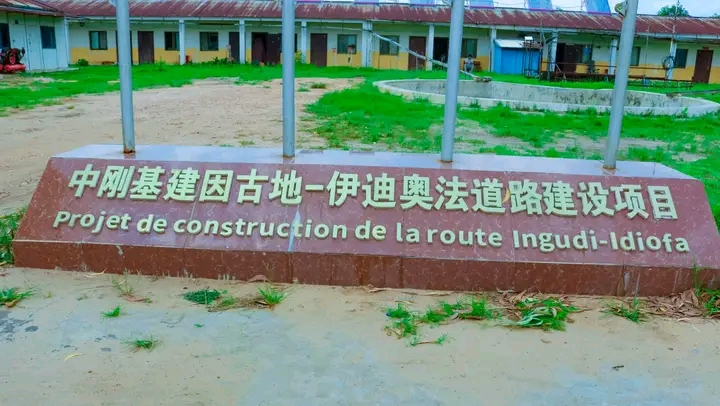 中刚基建因古地-伊迪奥法道路建设项目
Projet de construction de la route Ingudi-Idiofa